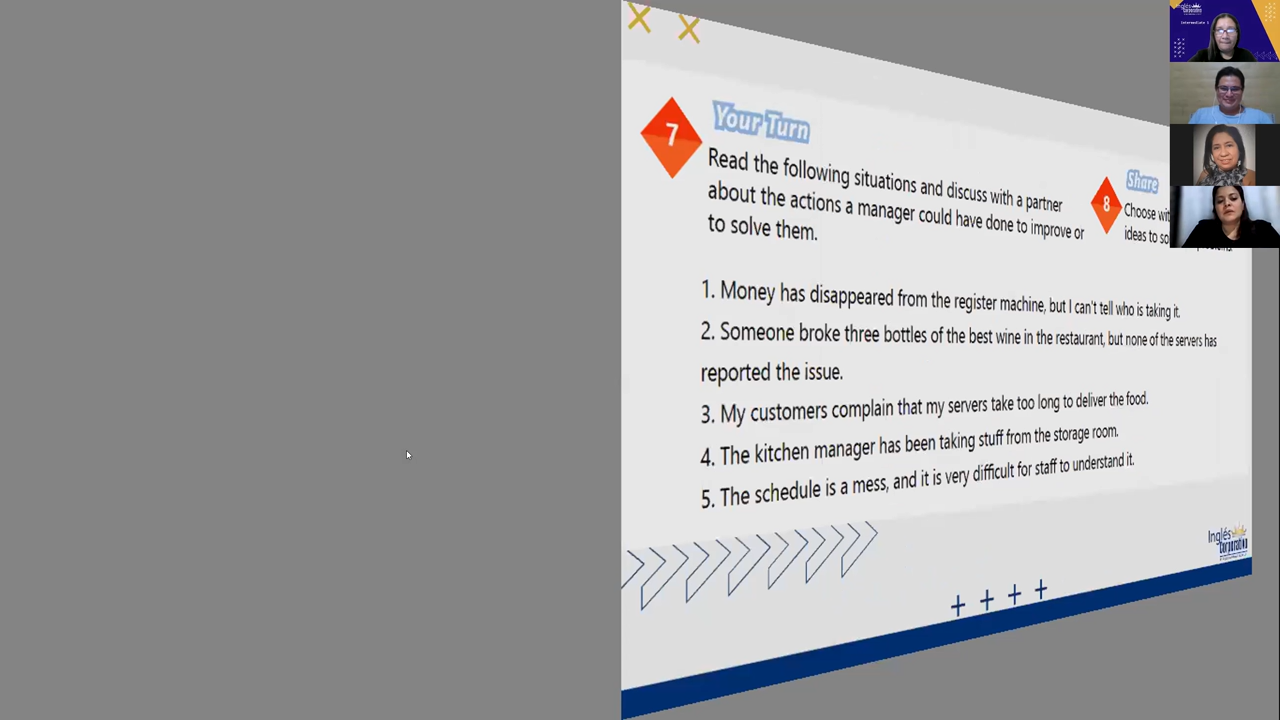 7
Your Turn
Read the following situations and discuss with a partner
about the actions a manager could have done to improve or
to solve them.
1. Money has disappeared from the register machine, but I can't tell who is taking it.
2. Someone broke three bottles of the best wine in the restaurant, but none of the servers has
reported the issue.
3. My customers complain that my servers take too long to deliver the food.
4. The kitchen manager has been taking stuff from the storage room.
5. The schedule is a mess, and it is very difficult for staff to understand it.
8
Share
Choose
ideas to
Inglés
Corporativo
Inglés
Corporativo